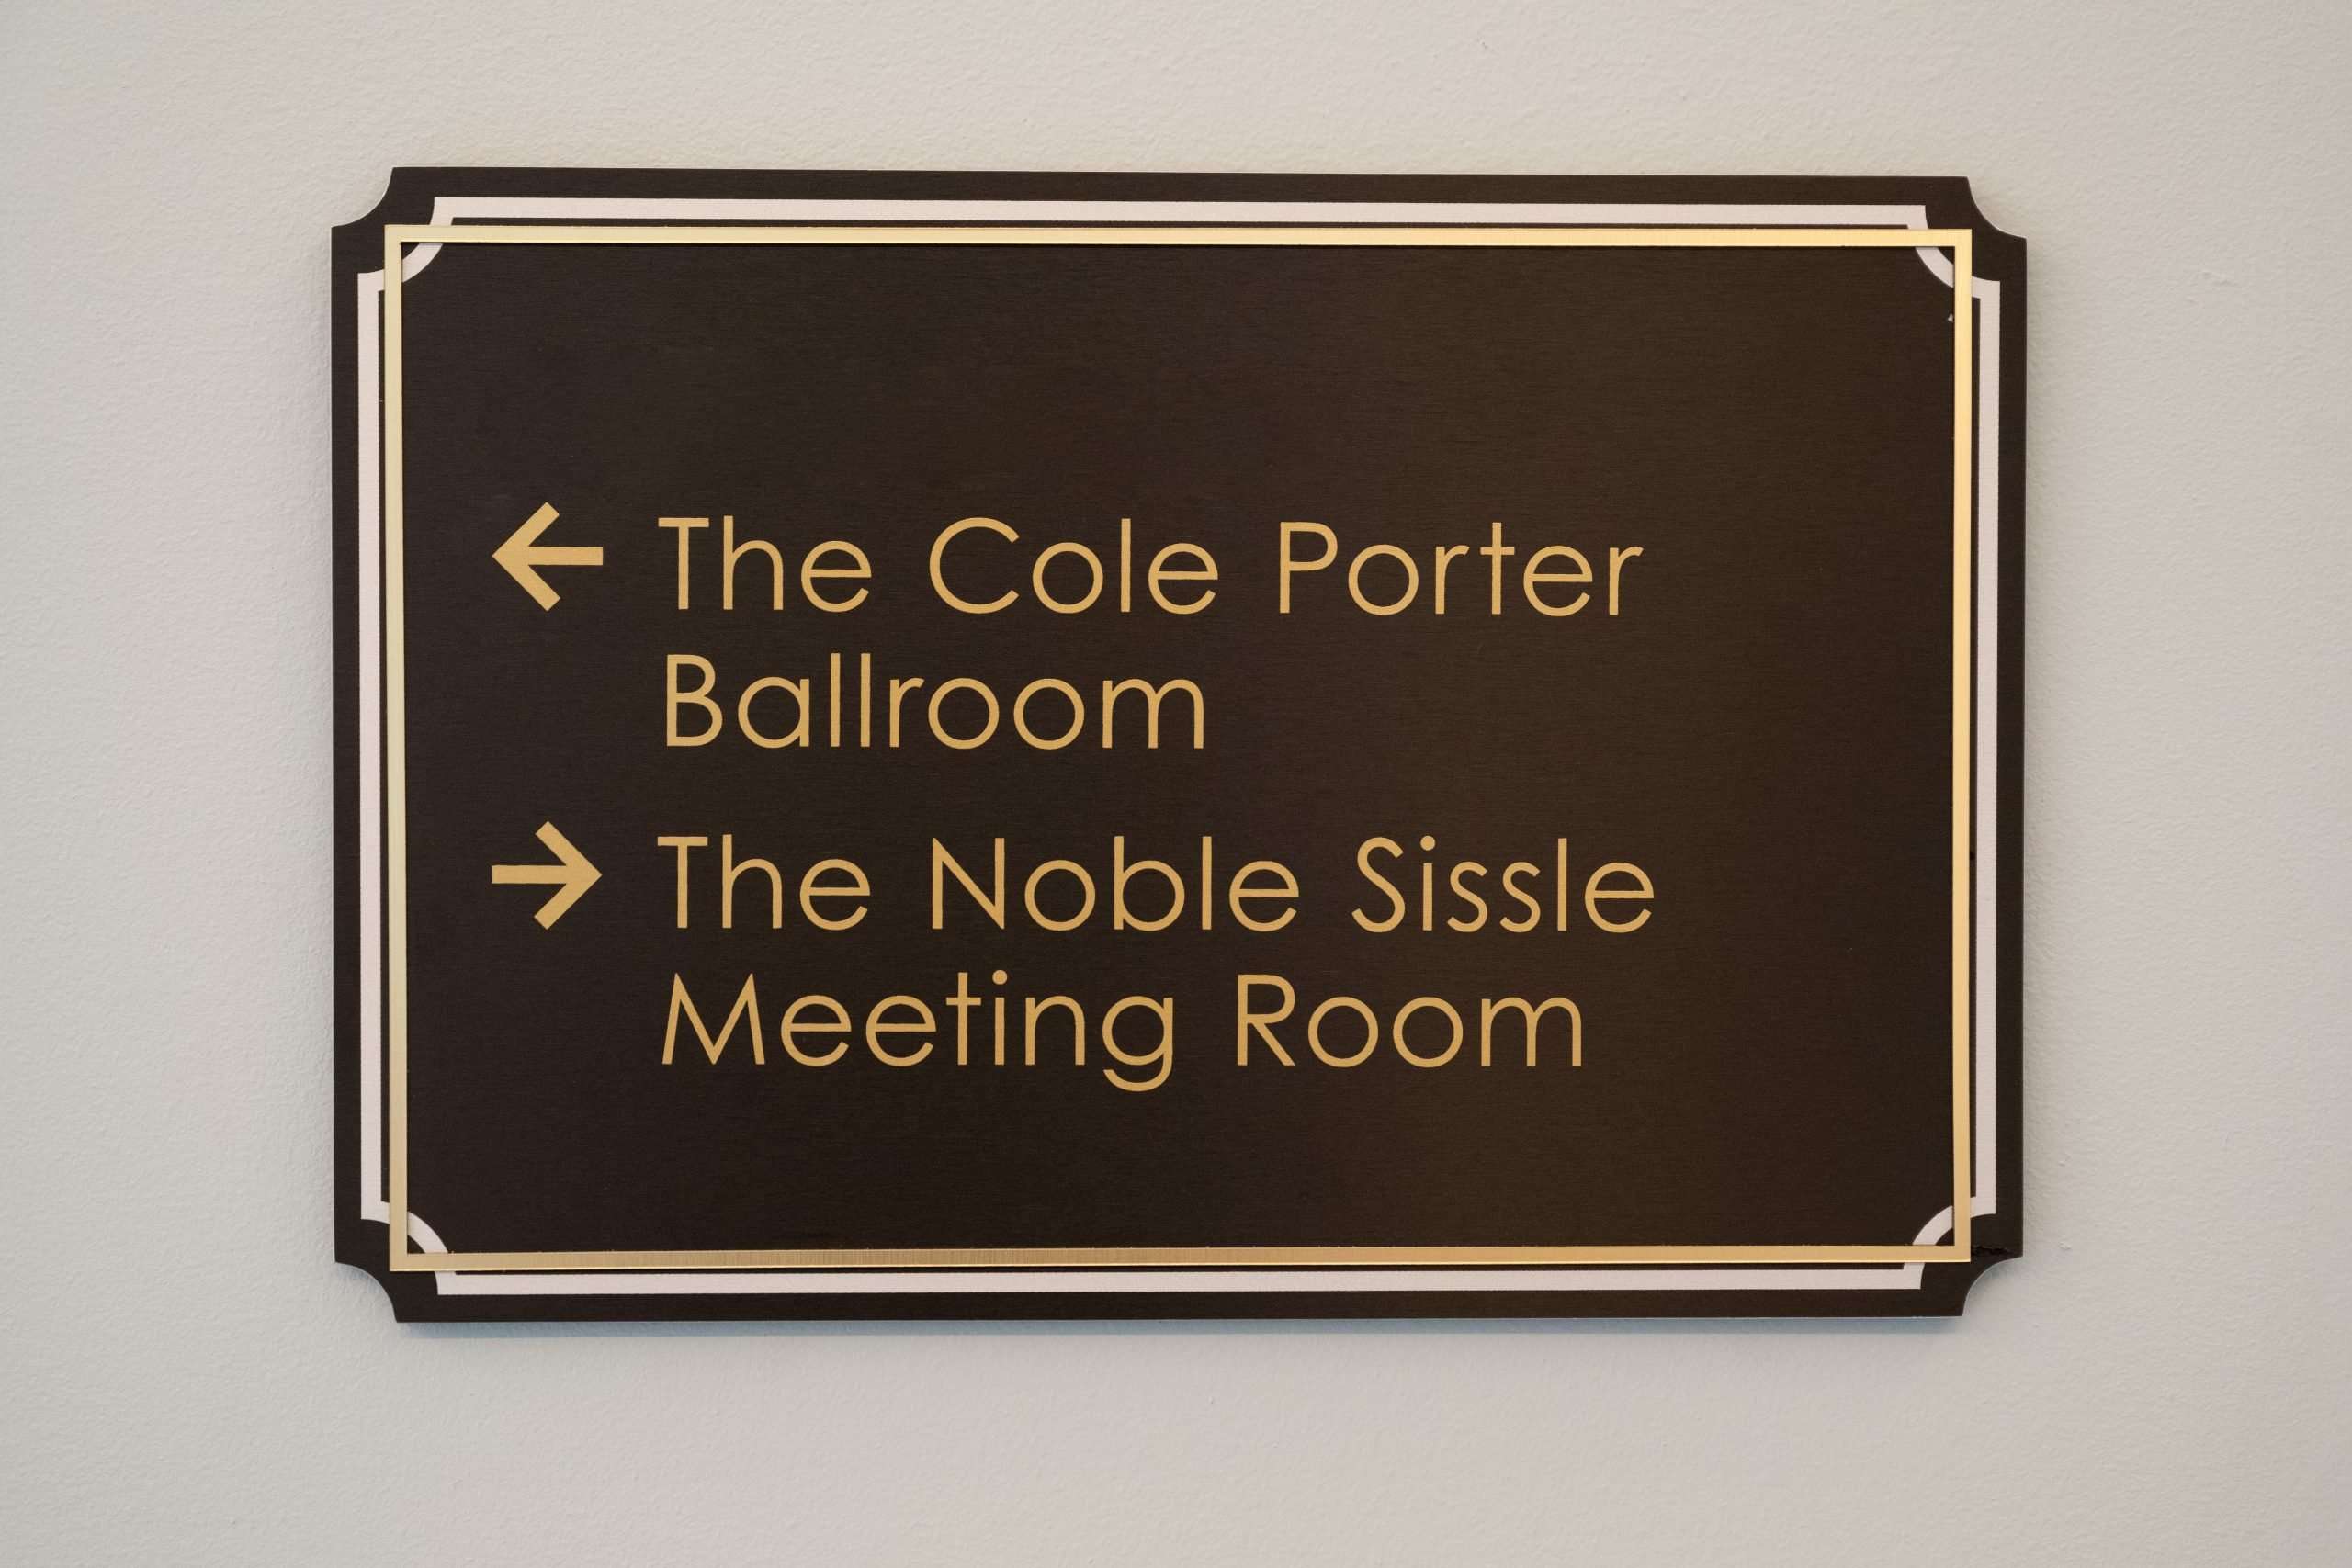 ← The Cole Porter
Ballroom
→ The Noble Sissle
Meeting Room